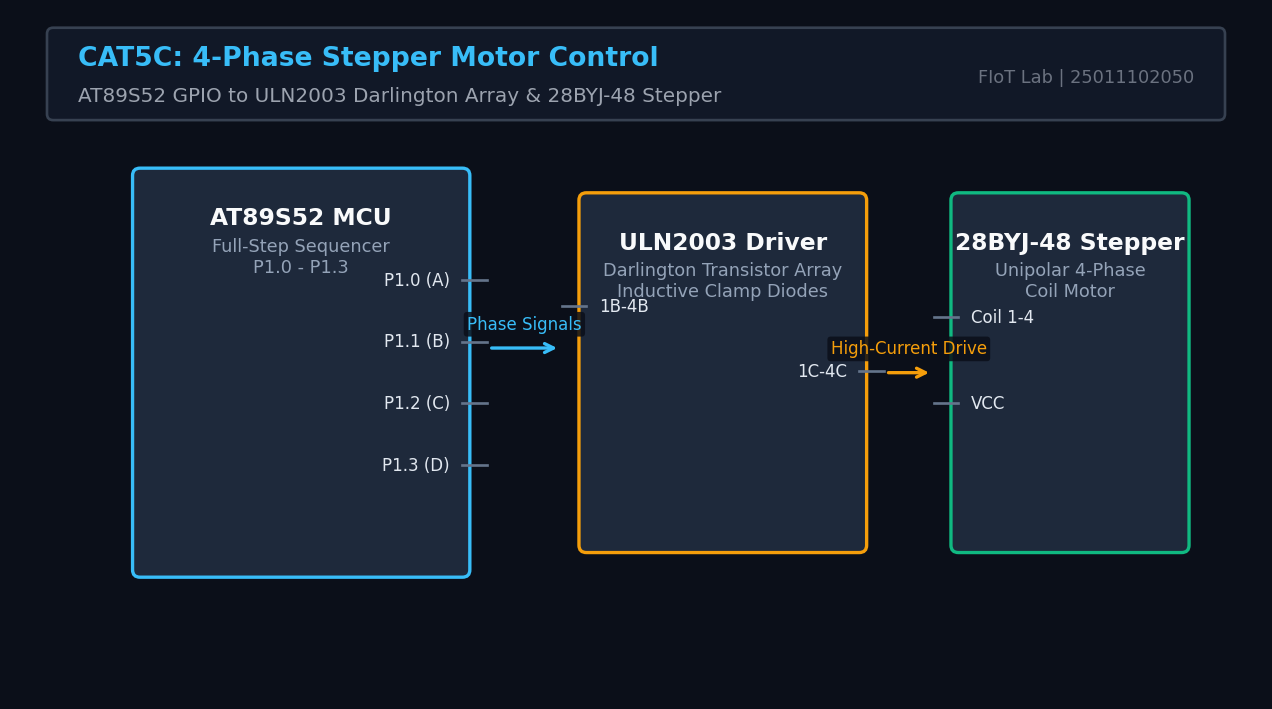 CAT5C: 4-Phase Stepper Motor Control
AT89S52 GPIO to ULN2003 Darlington Array & 28BYJ-48 Stepper
FIoT Lab | 25011102050
AT89S52 MCU
Full-Step Sequencer
P1.0 - P1.3
P1.0 (A)
P1.1 (B)
P1.2 (C)
P1.3 (D)
Phase Signals
ULN2003 Driver
Darlington Transistor Array
Inductive Clamp Diodes
1B-4B
1C-4C
High-Current Drive
28BYJ-48 Stepper
Unipolar 4-Phase
Coil Motor
Coil 1-4
VCC